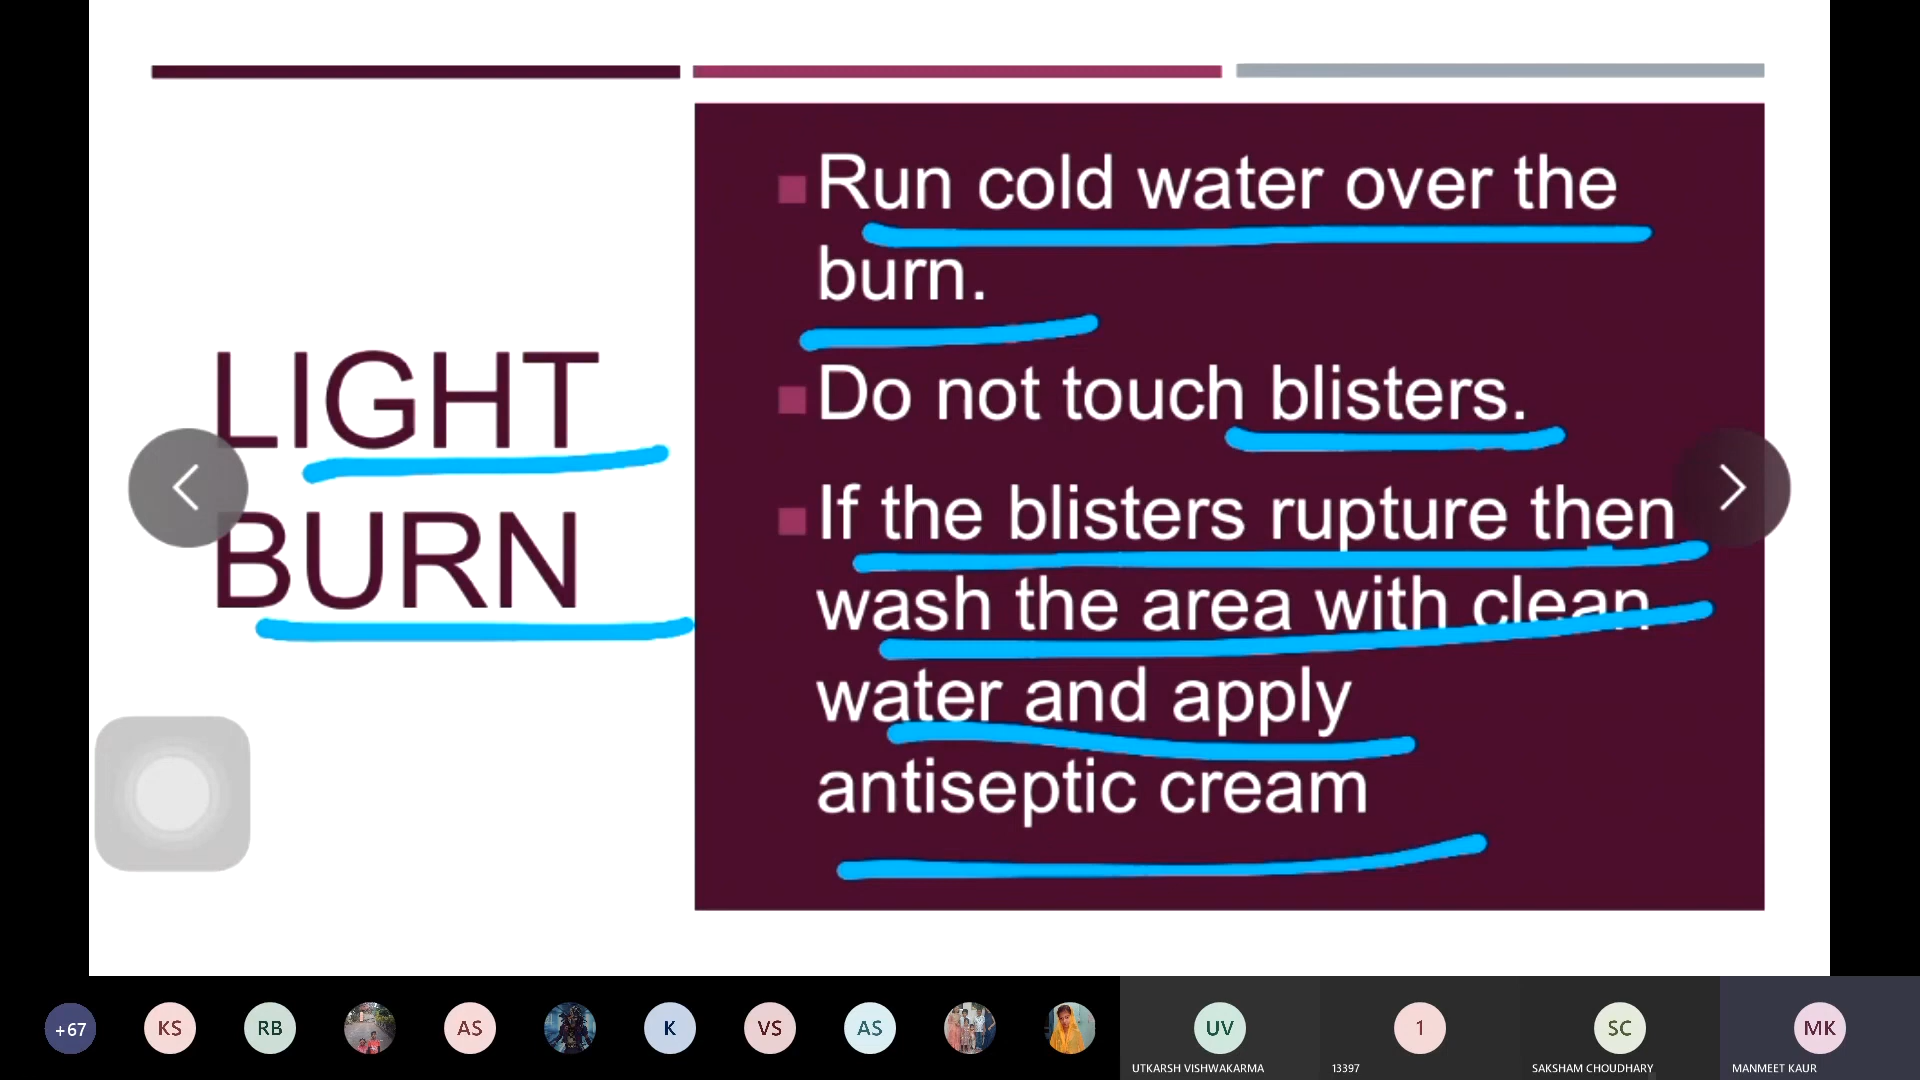 LIGHT
BURN
Run cold water over the
burn.
Do not touch blisters.
If the blisters rupture then
wash the area with clean
water and apply
antiseptic cream
+67
KS
RB
AS
K
VS
AS
UV
1
SC
MK
UTKARSH VISHWAKARMA
13397
SAKSHAM CHOUDHARY
MANMEET KAUR